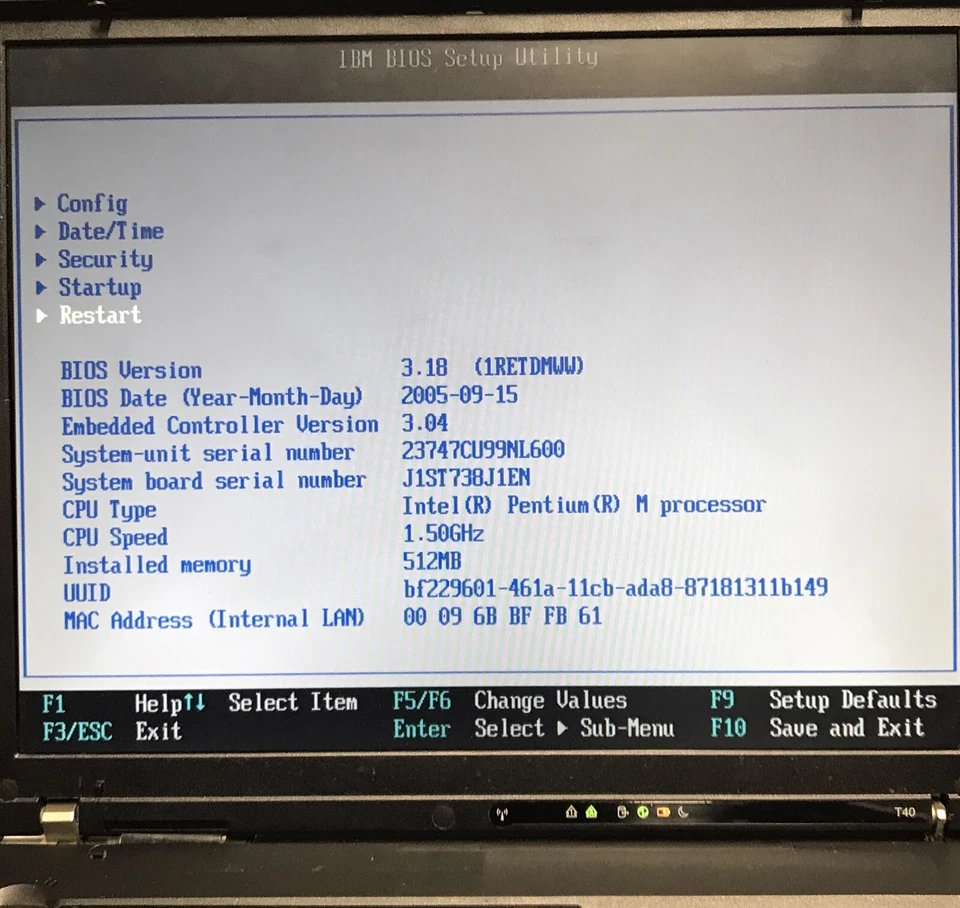 IBM BIOS Setup Utility
Config
Date/Time
Security
Startup
Restart
BIOS Version 3.18 (1RETDMWW)
BIOS Date (Year-Month-Day) 2005-09-15
Embedded Controller Version 3.04
System-unit serial number 23747CU99NL600
System board serial number J1ST738J1EN
CPU Type Intel(R) Pentium(R) M processor
CPU Speed 1.50GHz
Installed memory 512MB
UUID bf229601-461a-11cb-ada8-87181311b149
MAC Address (Internal LAN) 00 09 6B BF FB 61
F1 Help↑↓ Select Item F5/F6 Change Values F9 Setup Defaults
F3/ESC Exit Enter Select ▸ Sub-Menu F10 Save and Exit
T40